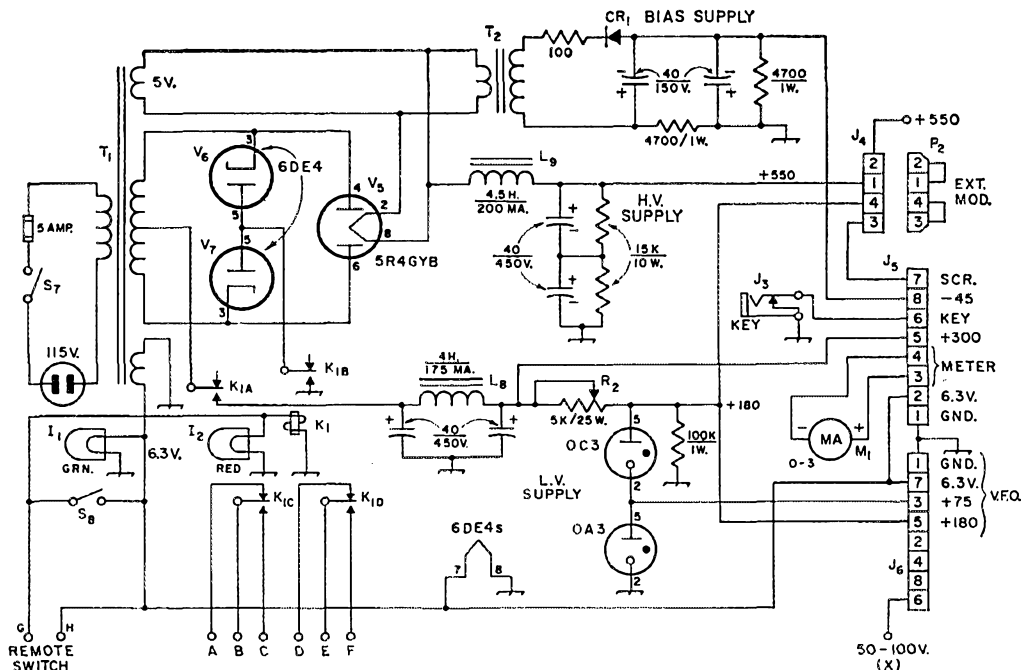 CR1 BIAS SUPPLY
T2
100
5V.
40
150V.
4700
1W.
4700/1W.
+550
J4
P2
2
1
4
3
2
1
4
3
EXT.
MOD.
T1
V6
3
6DE4
5
V7
5
3
4
V5
2
8
6
5R4GYB
L9
4.5H.
200 MA.
+550
H.V.
SUPPLY
40
450V.
15K
10W.
5 AMP.
S7
115V.
J3
KEY
J5
7 SCR.
8 -45
6 KEY
5 +300
4
3
METER
2 6.3V.
1 GND.
K1A
K1B
4H.
175 MA.
L8
R2
5K/25W.
+180
40
450V.
100K
1W.
0C3
5
2
L.V.
SUPPLY
0A3
5
2
- MA +
0-3
M1
I1
GRN.
6.3V.
I2
RED
K1
S8
K1C
K1D
6DE4s
7 8
1 GND.
7 6.3V.
3 +75
5 +180
V.F.O.
2
4
8
6
J6
G H
REMOTE
SWITCH
A B C D E F
50-100V.
(X)